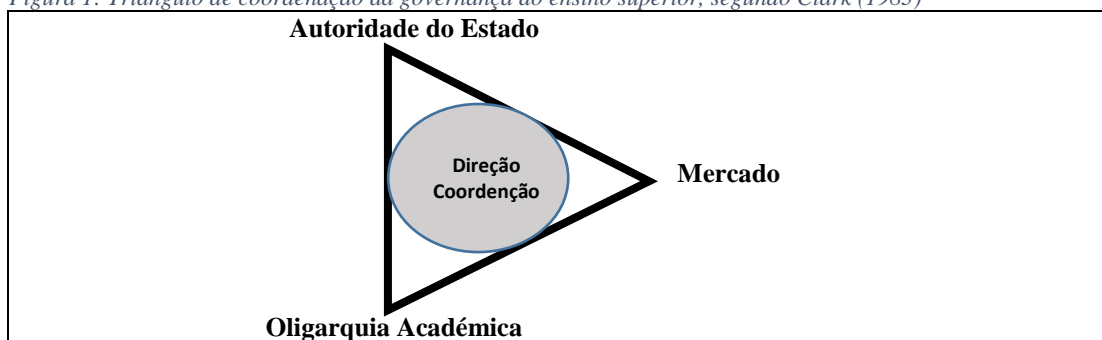 Figura 1: Triângulo de coordenação da governança do ensino superior, segundo Clark (1983)
Autoridade do Estado
Direção
Coordenção
Mercado
Oligarquia Académica